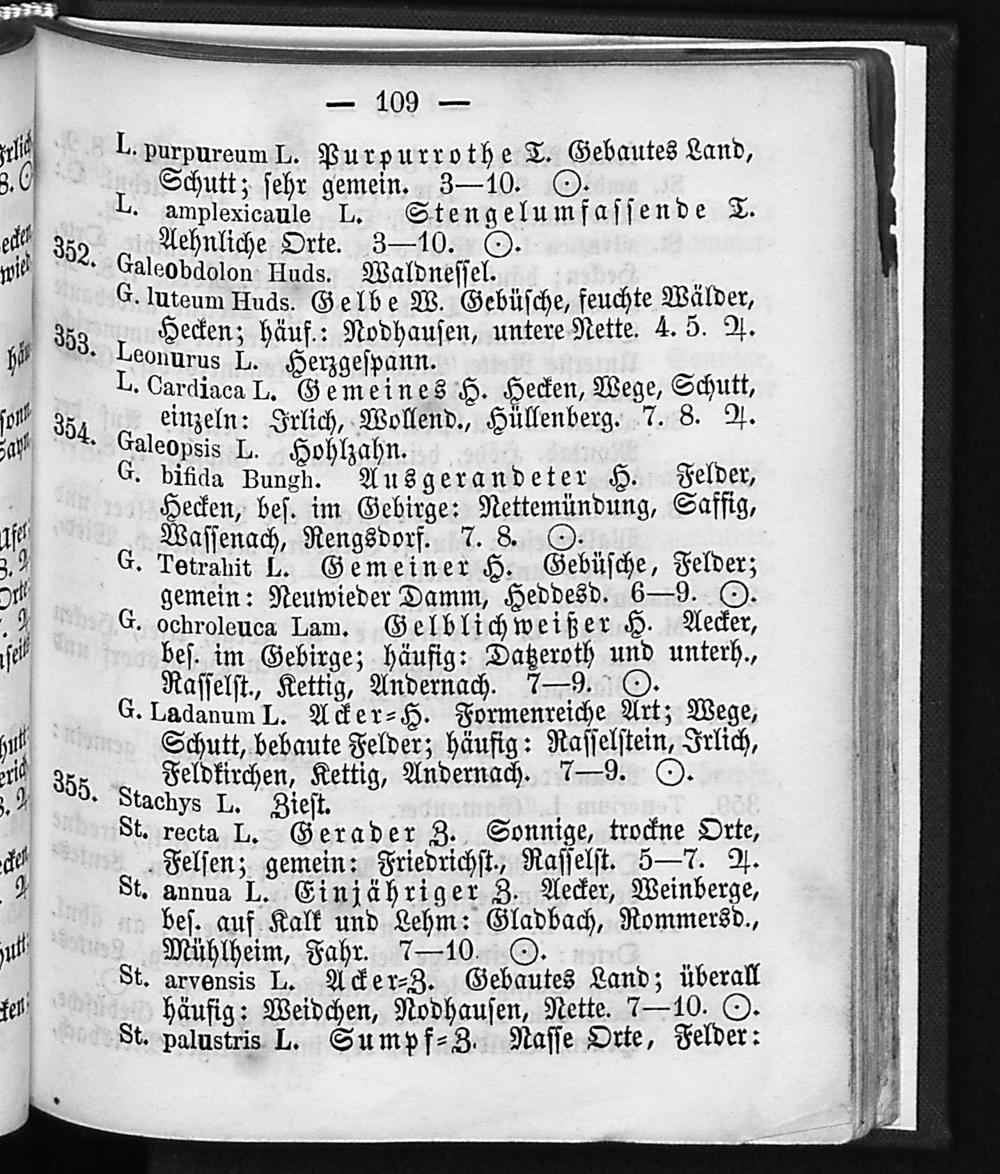 — 109 —
L. purpureum L. Purpurrothe T. Gebautes Land,
Schutt; sehr gemein. 3—10. ⊙.
L. amplexicaule L. Stengelumfassende T.
Aehnliche Orte. 3—10. ⊙.
352. Galeobdolon Huds. Waldnessel.
G. luteum Huds. Gelbe W. Gebüsche, feuchte Wälder,
Hecken; häuf.: Nodhausen, untere Nette. 4. 5. ♃.
353. Leonurus L. Herzgespann.
L. Cardiaca L. Gemeines H. Hecken, Wege, Schutt,
einzeln: Irlich, Wollend., Hüllenberg. 7. 8. ♃.
354. Galeopsis L. Hohlzahn.
G. bifida Bungh. Ausgerandeter H. Felder,
Hecken, bes. im Gebirge: Nettemündung, Saffig,
Wassenach, Rengsdorf. 7. 8. ⊙.
G. Tetrahit L. Gemeiner H. Gebüsche, Felder;
gemein: Neuwieder Damm, Heddesd. 6—9. ⊙.
G. ochroleuca Lam. Gelblichweißer H. Aecker,
bes. im Gebirge; häufig: Datzeroth und unterh.,
Rasselst., Kettig, Andernach. 7—9. ⊙.
G. Ladanum L. Acker-H. Formenreiche Art; Wege,
Schutt, bebaute Felder; häufig: Rasselstein, Irlich,
Feldkirchen, Kettig, Andernach. 7—9. ⊙.
355. Stachys L. Ziest.
St. recta L. Gerader Z. Sonnige, trockne Orte,
Felsen; gemein: Friedrichst., Rasselst. 5—7. ♃.
St. annua L. Einjähriger Z. Aecker, Weinberge,
bes. auf Kalk und Lehm: Gladbach, Rommersd.,
Mühlheim, Fahr. 7—10 ⊙.
St. arvensis L. Acker-Z. Gebautes Land; überall
häufig: Weidchen, Nodhausen, Nette. 7—10. ⊙.
St. palustris L. Sumpf-Z. Nasse Orte, Felder: